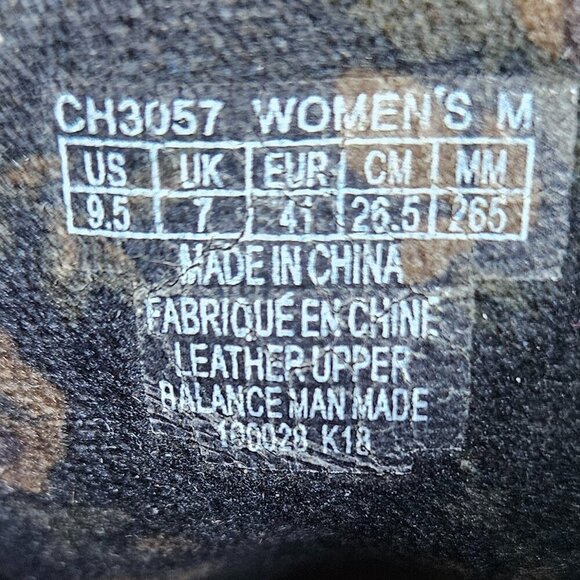 CH3057 WOMEN'S M
US UK EUR CM MM
9.5 7 41 26.5 265
MADE IN CHINA
FABRIQUÉ EN CHINE
LEATHER UPPER
BALANCE MAN MADE
K18